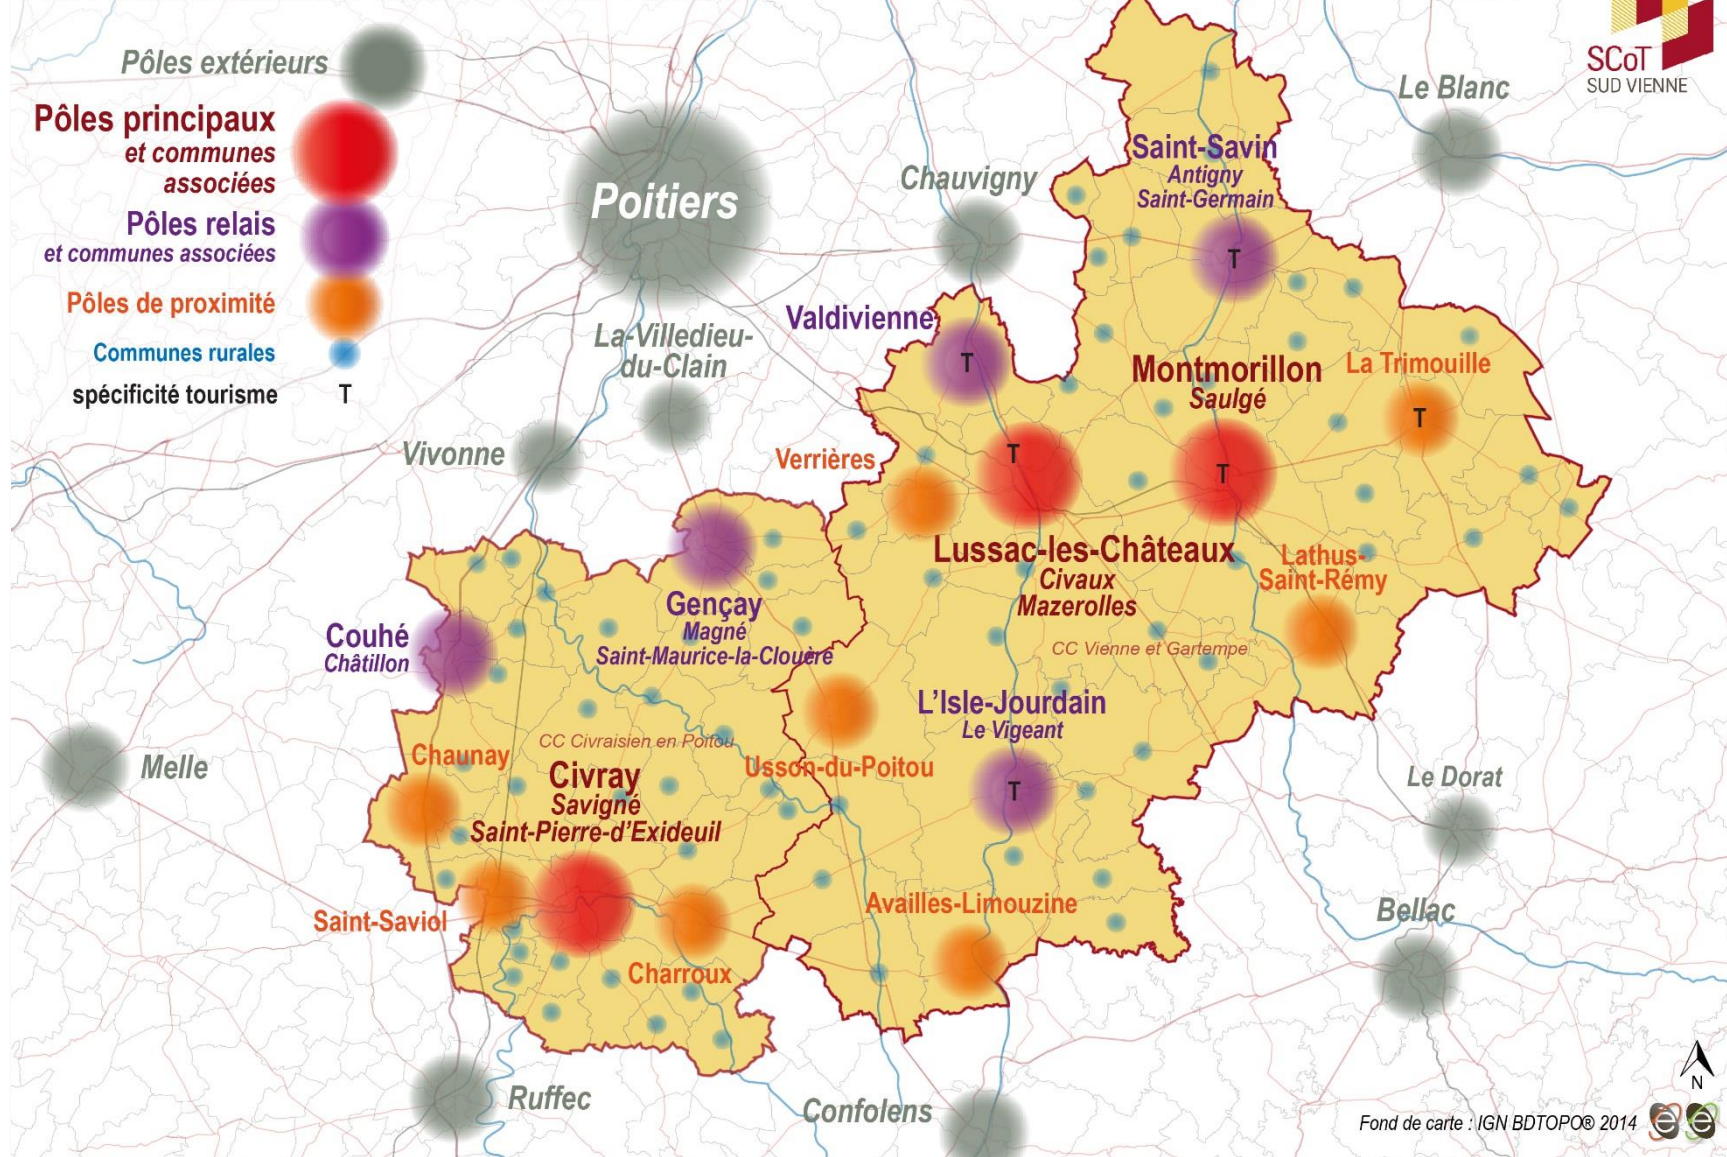 Pôles extérieurs
Pôles principaux
et communes
associées
Pôles relais
et communes associées
Pôles de proximité
Communes rurales
spécificité tourisme T
SCoT
SUD VIENNE
Le Blanc
Poitiers
Chauvigny
Saint-Savin
Antigny
Saint-Germain
T
Valdivienne
T
La-Villedieu-
du-Clain
Montmorillon
Saulgé
La Trimouille
T
Vivonne
Verrières
T
T
Lussac-les-Châteaux
Civaux
Mazerolles
Lathus-
Saint-Rémy
CC Vienne et Gartempe
Gençay
Magné
Saint-Maurice-la-Clouère
Couhé
Châtillon
L'Isle-Jourdain
Le Vigeant
T
Melle
Chaunay
CC Civraisien en Poitou
Civray
Savigné
Saint-Pierre-d'Exideuil
Usson-du-Poitou
Le Dorat
Saint-Saviol
Availles-Limouzine
Bellac
Charroux
Ruffec
Confolens
N
Fond de carte : IGN BDTOPO® 2014